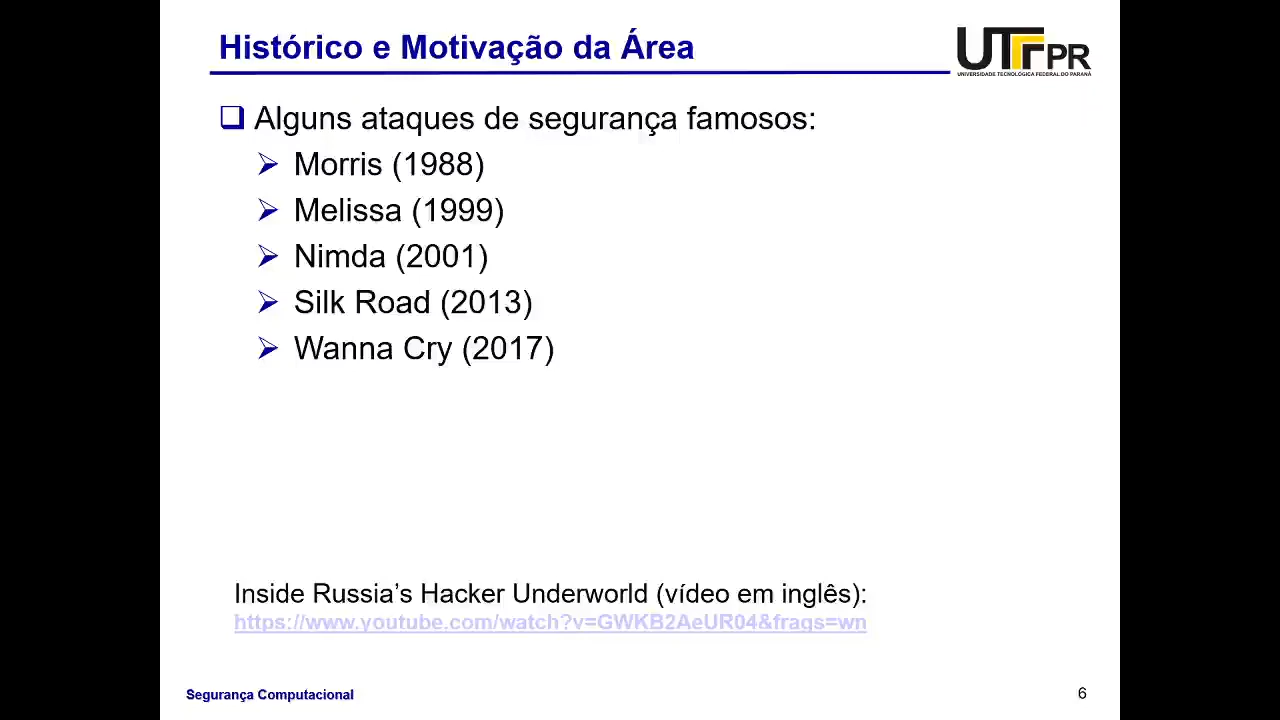 Histórico e Motivação da Área
UTFPR
UNIVERSIDADE TECNOLÓGICA FEDERAL DO PARANÁ
Alguns ataques de segurança famosos:
Morris (1988)
Melissa (1999)
Nimda (2001)
Silk Road (2013)
Wanna Cry (2017)
Inside Russia’s Hacker Underworld (vídeo em inglês):
https://www.youtube.com/watch?v=GWKB2AeUR04&frags=wn
Segurança Computacional
6